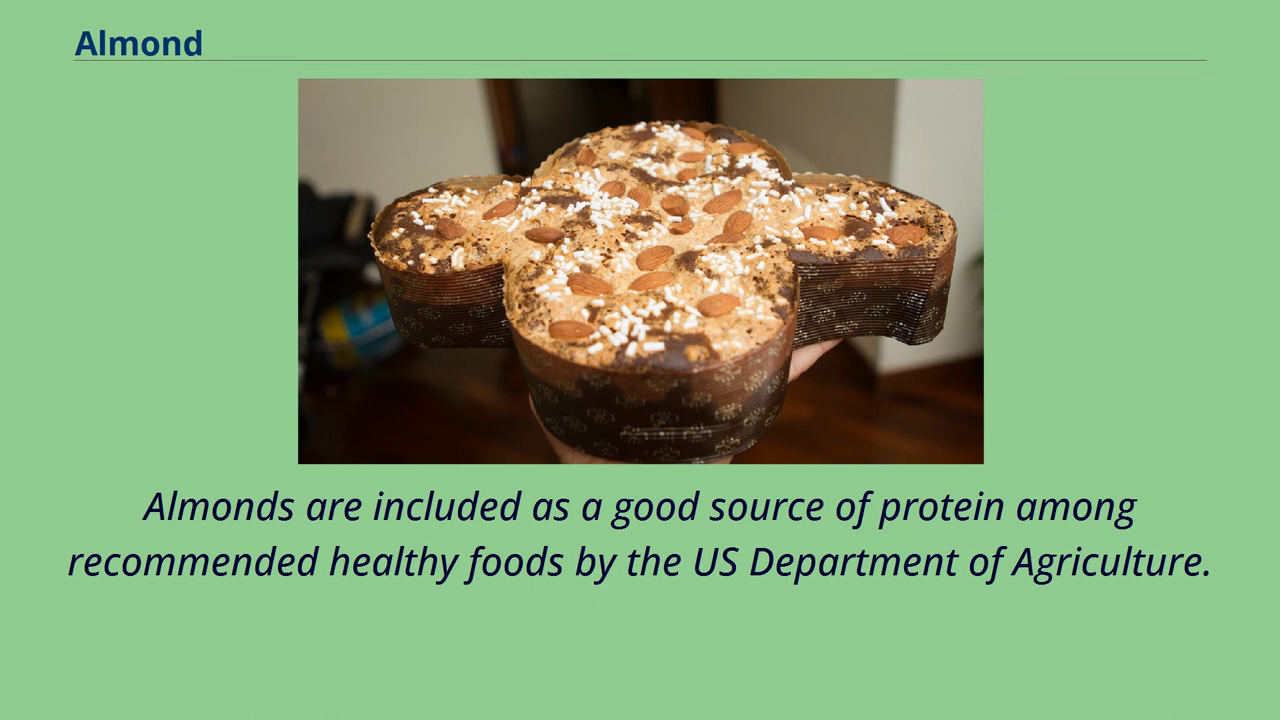 Almond
Almonds are included as a good source of protein among
recommended healthy foods by the US Department of Agriculture.